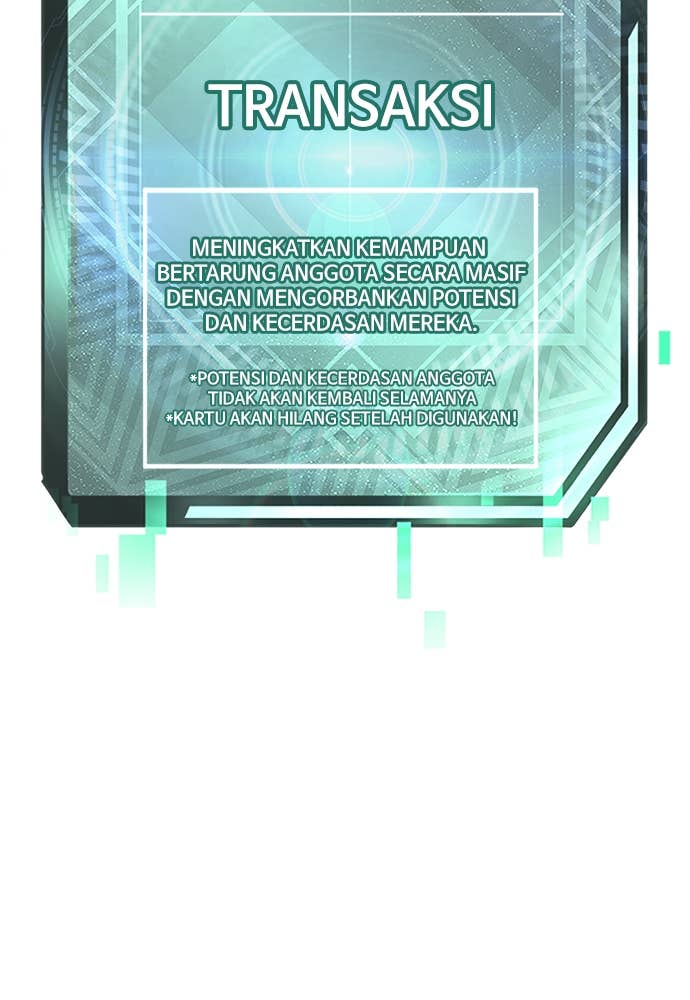 TRANSAKSI
MENINGKATKAN KEMAMPUAN
BERTARUNG ANGGOTA SECARA MASIF
DENGAN MENGORBANKAN POTENSI
DAN KECERDASAN MEREKA.
*POTENSI DAN KECERDASAN ANGGOTA
TIDAK AKAN KEMBALI SELAMANYA
*KARTU AKAN HILANG SETELAH DIGUNAKAN!